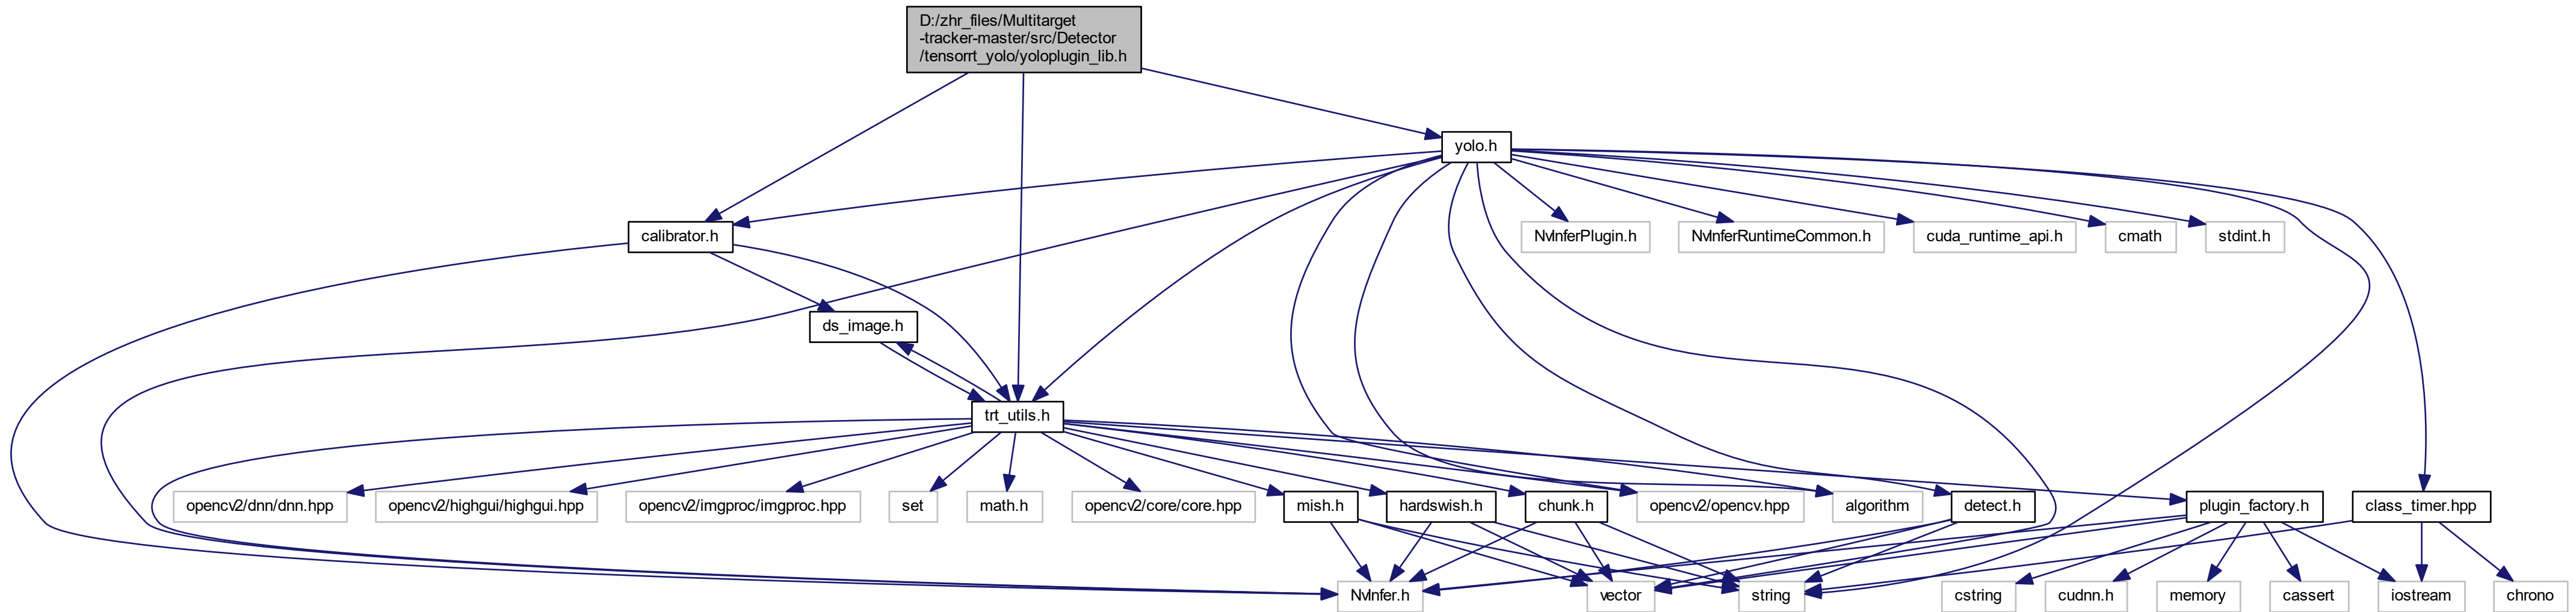 D:/zhr_files/Multitarget
-tracker-master/src/Detector
/tensorrt_yolo/yoloplugin_lib.h
yolo.h
calibrator.h
NvInferPlugin.h
NvInferRuntimeCommon.h
cuda_runtime_api.h
cmath
stdint.h
ds_image.h
trt_utils.h
opencv2/dnn/dnn.hpp
opencv2/highgui/highgui.hpp
opencv2/imgproc/imgproc.hpp
set
math.h
opencv2/core/core.hpp
mish.h
hardswish.h
chunk.h
opencv2/opencv.hpp
algorithm
detect.h
plugin_factory.h
class_timer.hpp
NvInfer.h
vector
string
cstring
cudnn.h
memory
cassert
iostream
chrono